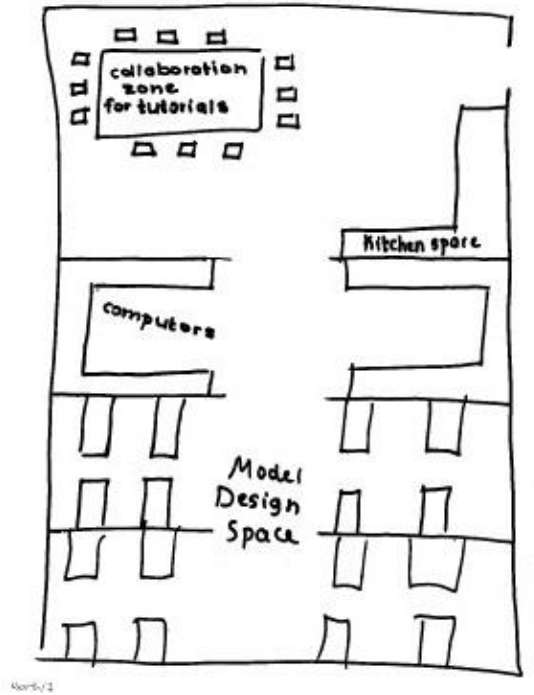 collaboration
zone
for tutorials
Kitchen space
computers
Model
Design
Space